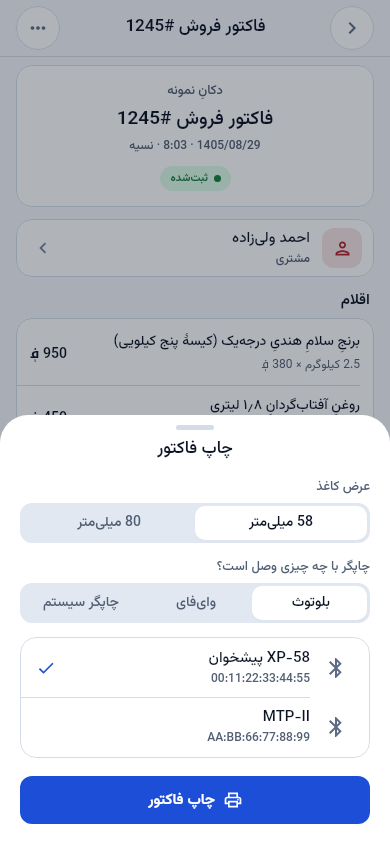 فاکتور فروش #1245
دکانِ نمونه
فاکتور فروش #1245
1405/08/29 · 8:03 · نسیه
ثبت‌شده
احمد ولی‌زاده
مشتری
اقلام
برنجِ سلامِ هندیِ درجه‌یک (کیسهٔ پنج کیلویی)
950 ؋
2.5 کیلوگرم × 380 ؋
روغنِ آفتاب‌گردانِ ۱٫۸ لیتری
چاپ فاکتور
عرض کاغذ
58 میلی‌متر
80 میلی‌متر
چاپگر با چه چیزی وصل است؟
بلوتوث
وای‌فای
چاپگر سیستم
XP-58 پیشخوان
00:11:22:33:44:55
MTP-II
AA:BB:66:77:88:99
چاپ فاکتور